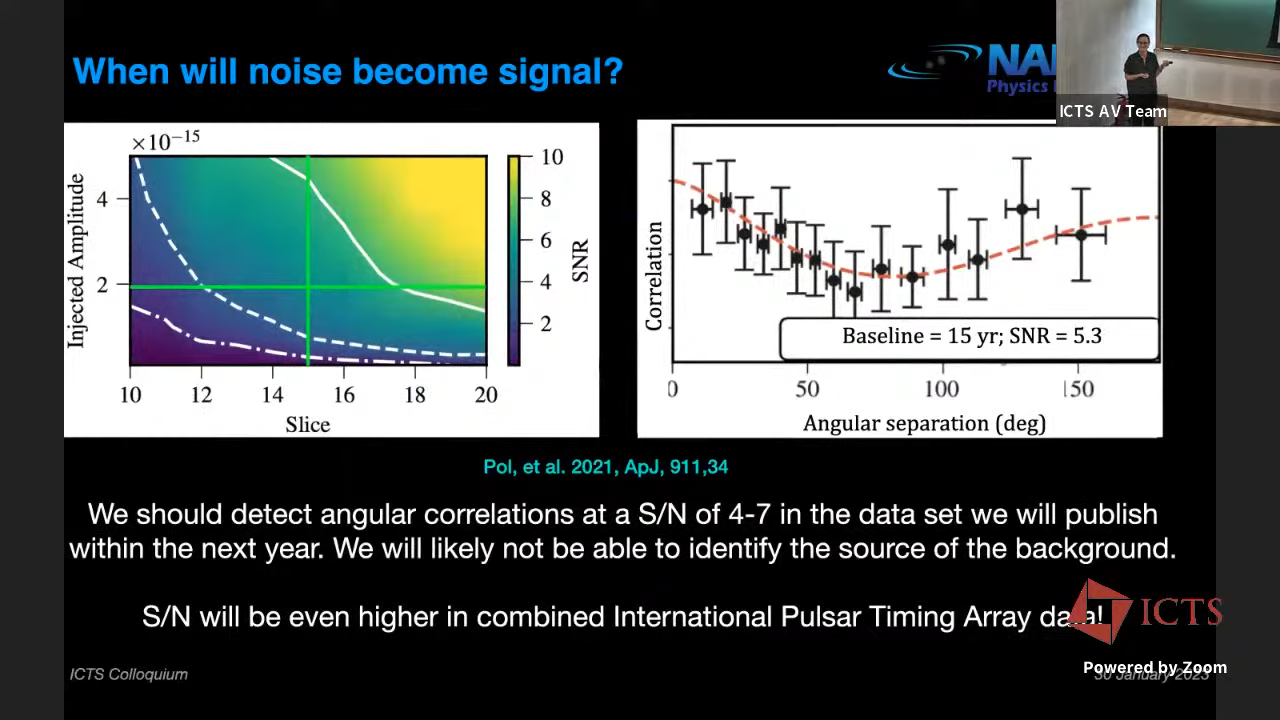 When will noise become signal?
NAN
Physics
ICTS AV Team
×10−15
Injected Amplitude
4
2
10 12 14 16 18 20
Slice
10
8
6
4
2
SNR
Correlation
Baseline = 15 yr; SNR = 5.3
0 50 100 150
Angular separation (deg)
Pol, et al. 2021, ApJ, 911,34
We should detect angular correlations at a S/N of 4-7 in the data set we will publish
within the next year. We will likely not be able to identify the source of the background.
S/N will be even higher in combined International Pulsar Timing Array data!
ICTS
ICTS Colloquium
30 January 2023
Powered by Zoom